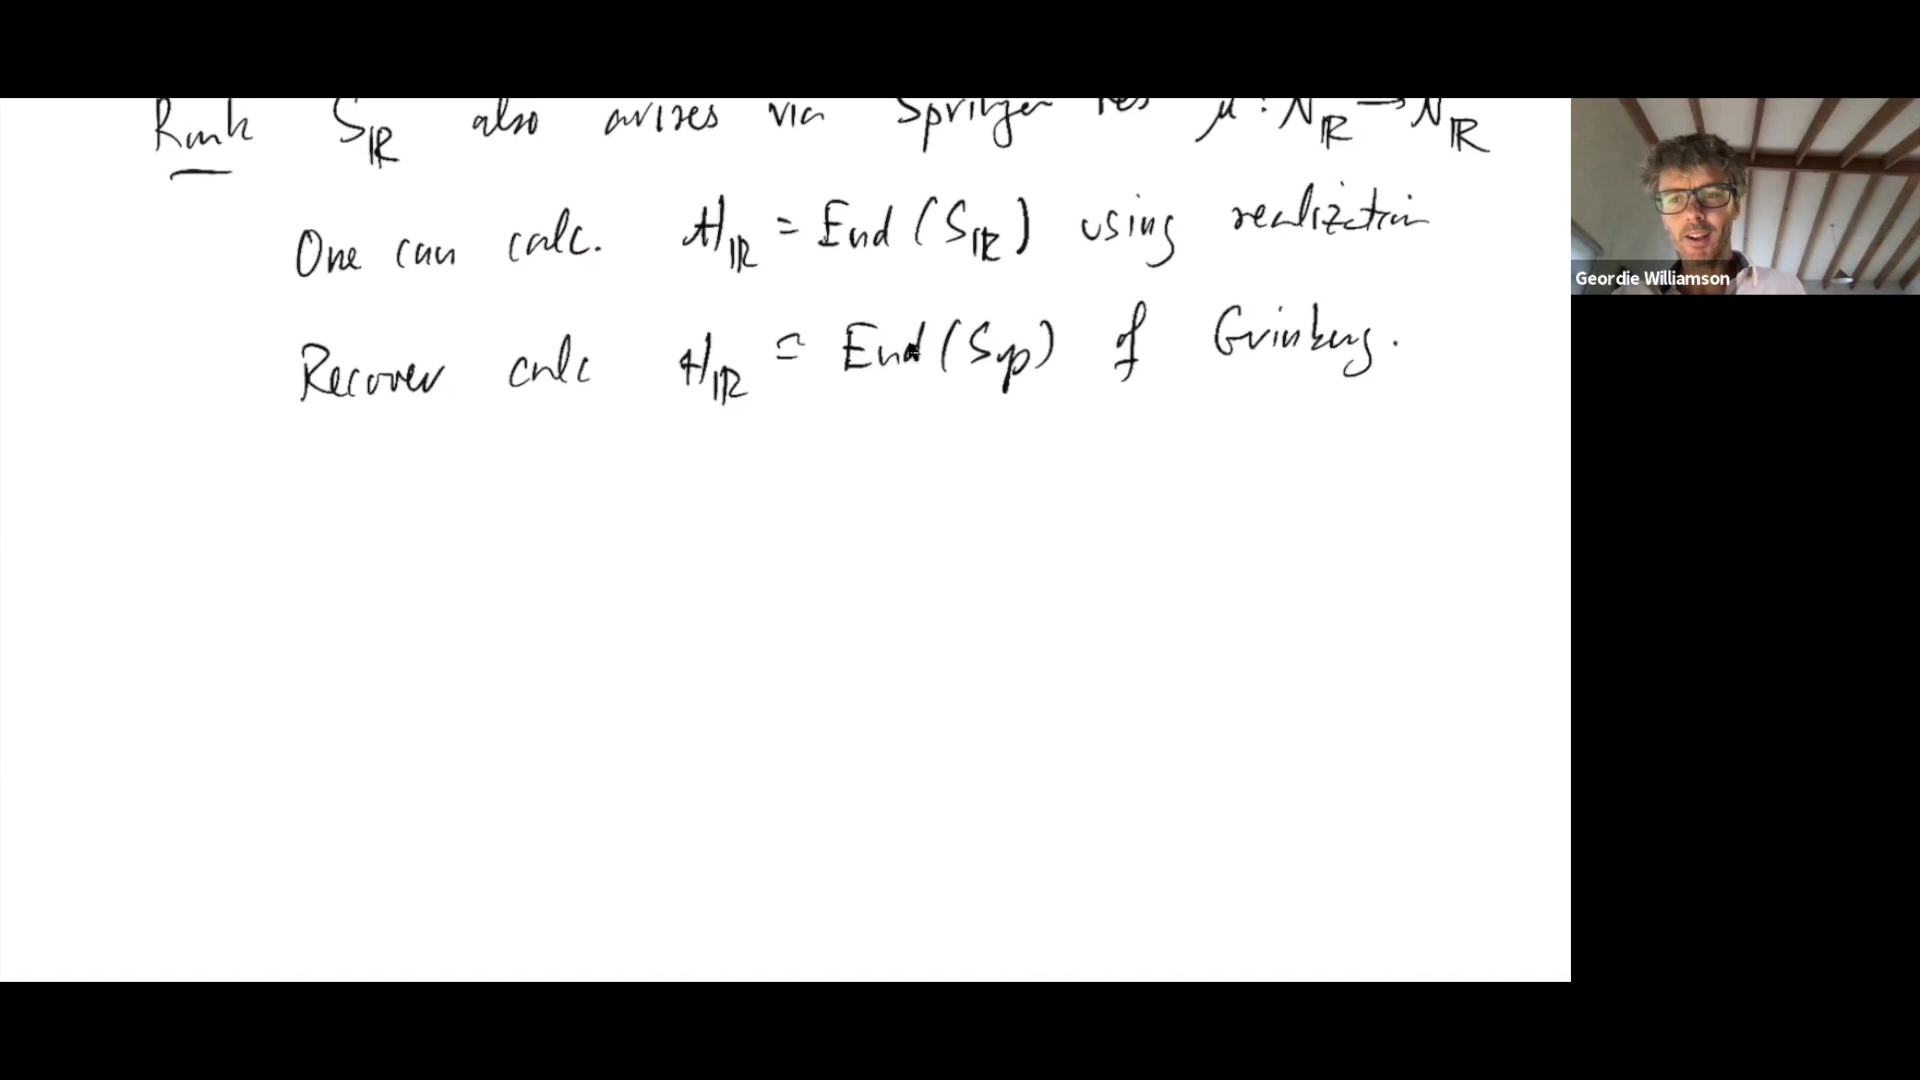 Rmk S_ℝ also arises via Springer res μ: Ñ_ℝ → N_ℝ
One can calc. H_ℝ = End (S_ℝ) using realization
Recover calc H_ℝ = End (S_p) of Grinberg.
Geordie Williamson